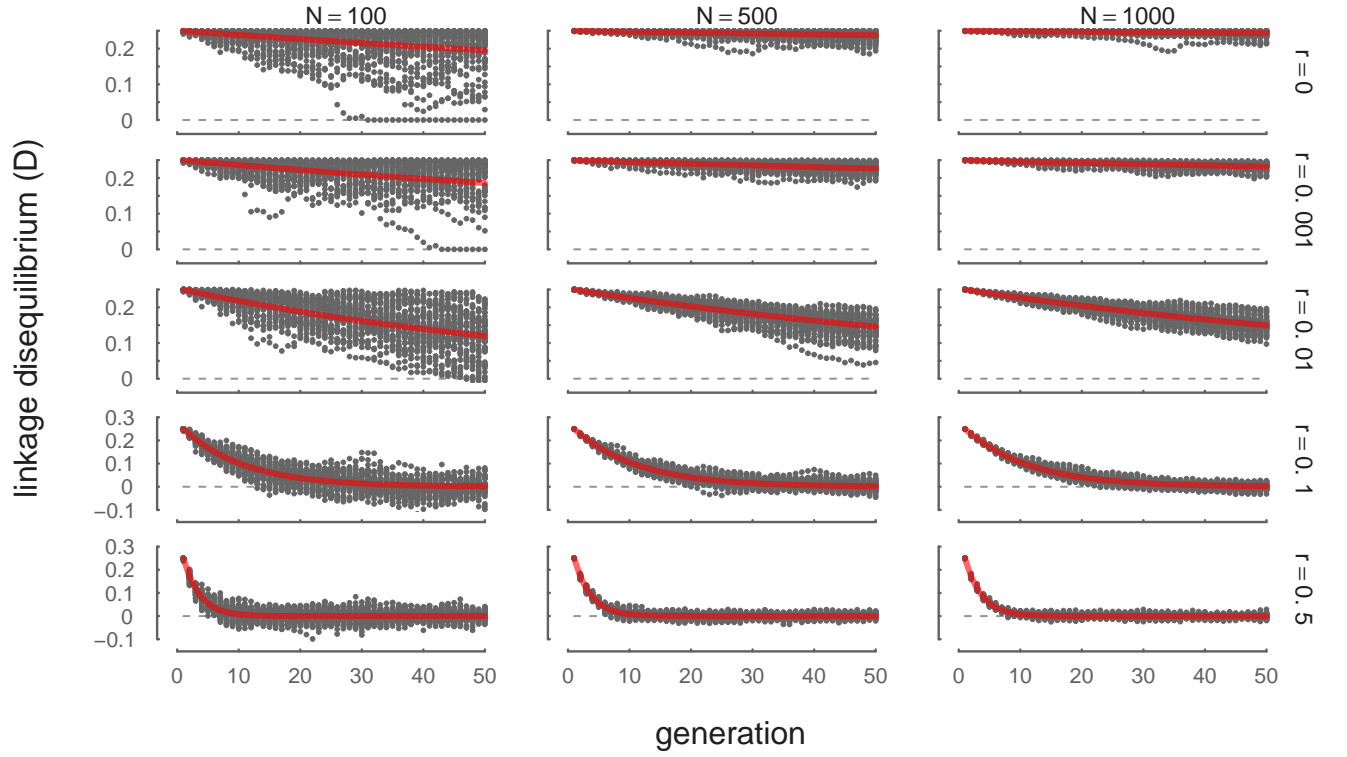 N = 100 N = 500 N = 1000
0.2
0.1
0
r = 0
0.2
0.1
0
r = 0. 001
0.2
0.1
0
r = 0. 01
0.3
0.2
0.1
0
−0.1
r = 0. 1
0.3
0.2
0.1
0
−0.1
r = 0. 5
0 10 20 30 40 50 0 10 20 30 40 50 0 10 20 30 40 50
generation
linkage disequilibrium (D)